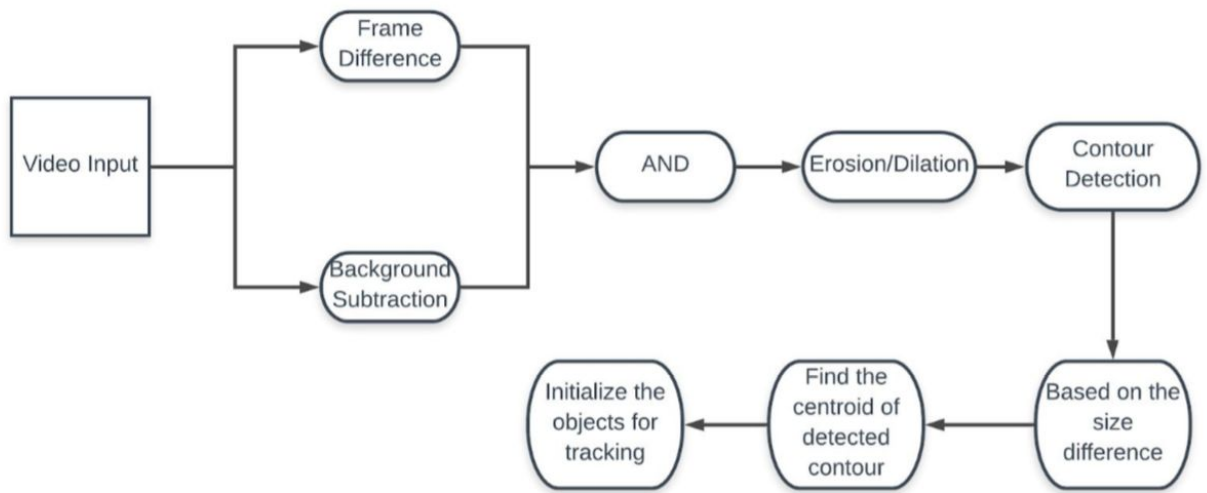 Frame
Difference
Video Input
Background
Subtraction
AND
Erosion/Dilation
Contour
Detection
Based on the
size
difference
Find the
centroid of
detected
contour
Initialize the
objects for
tracking